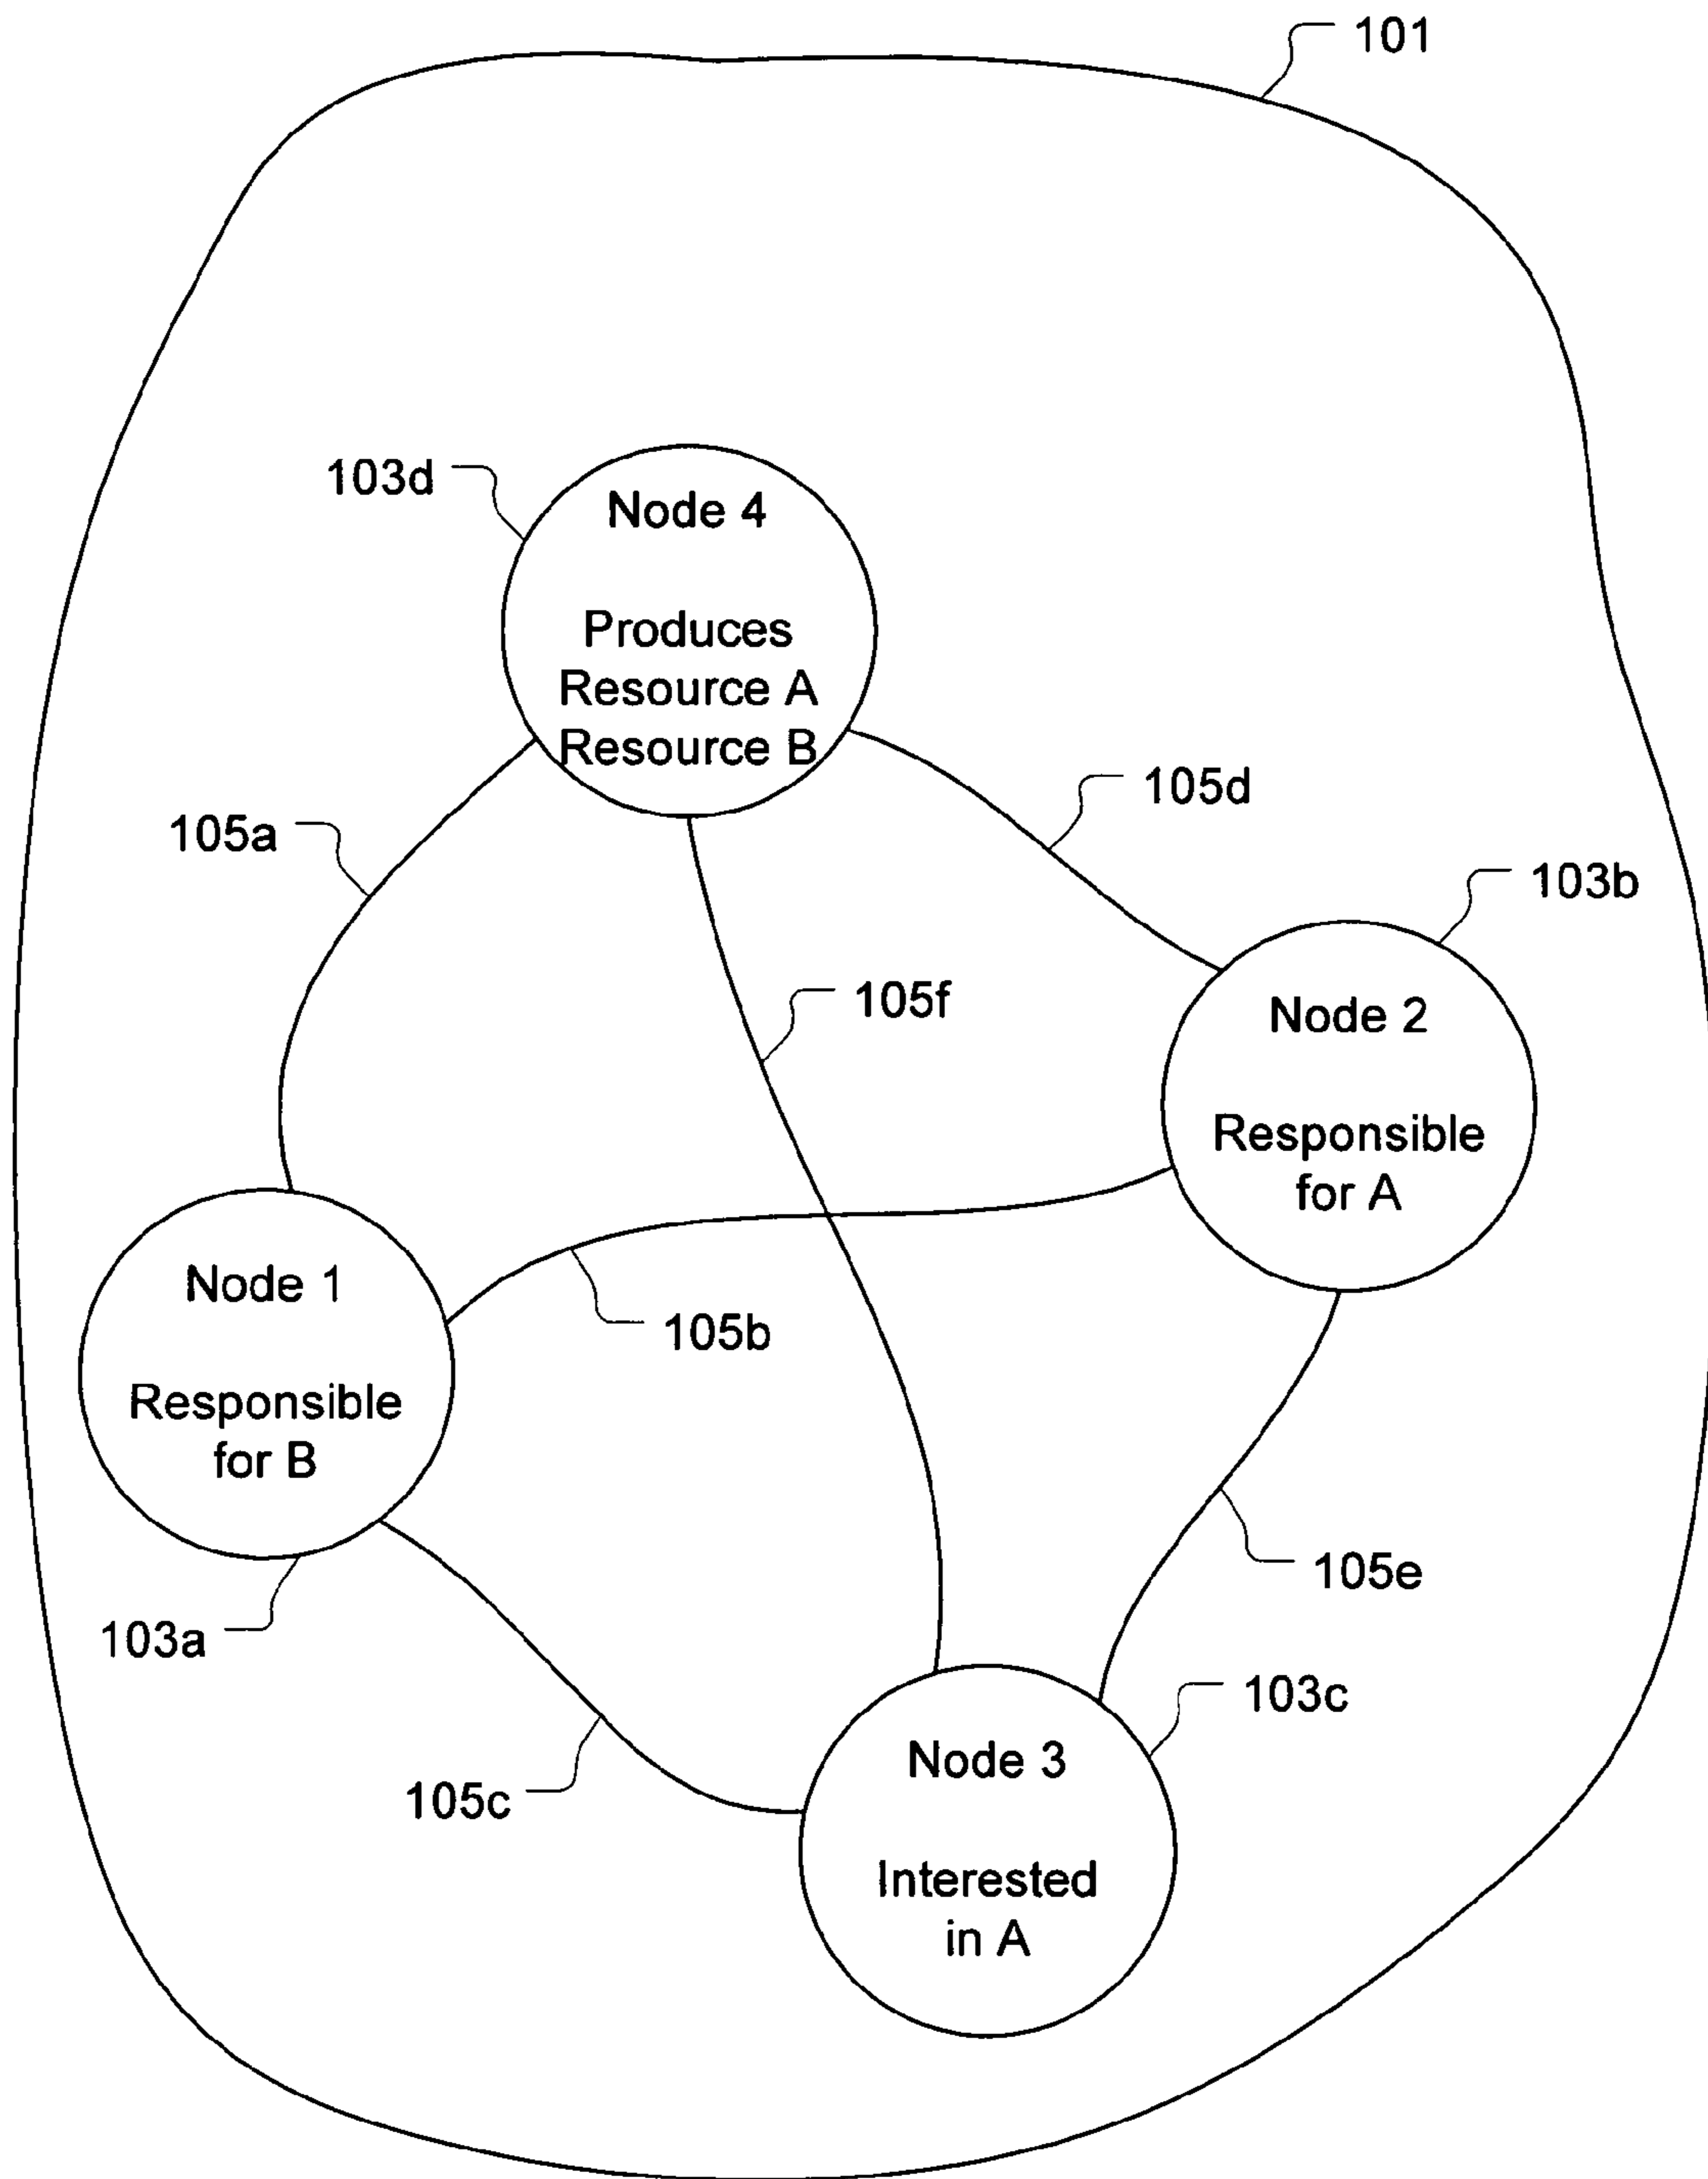 101
103d
Node 4
Produces
Resource A
Resource B
105d
105a
103b
105f
Node 2
Responsible
for A
Node 1
Responsible
for B
105b
105e
103a
103c
Node 3
Interested
in A
105c